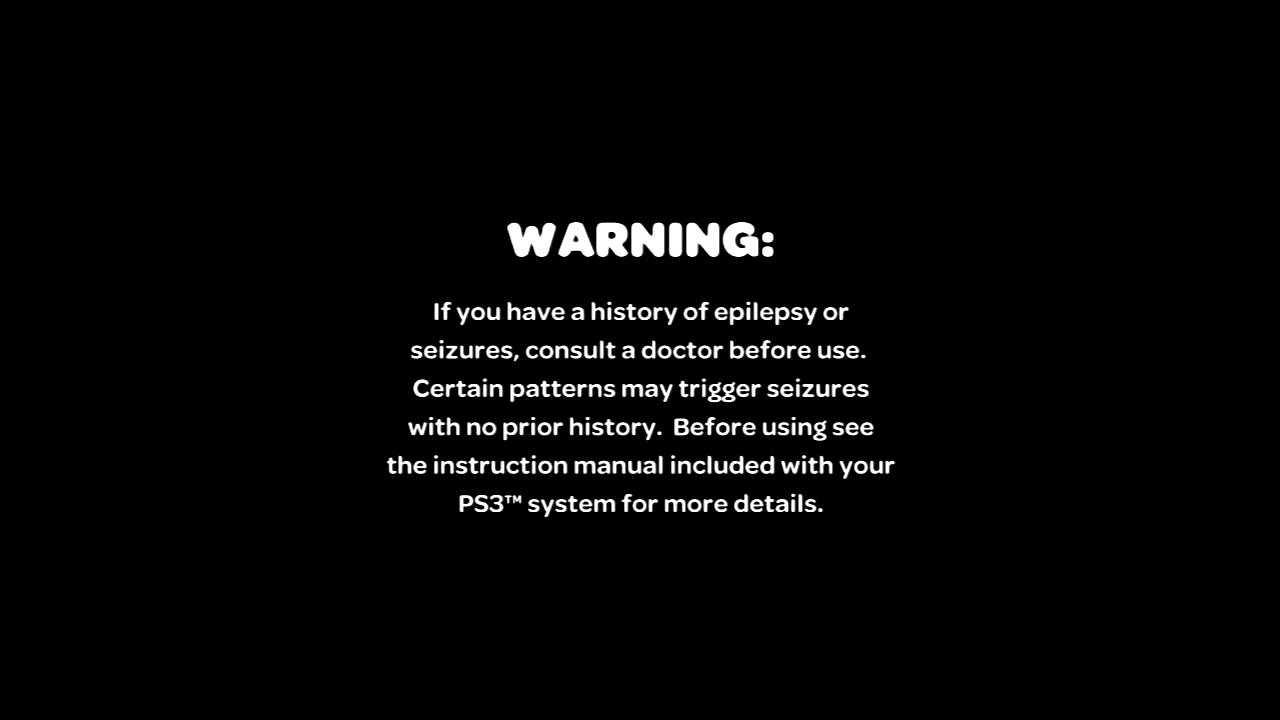 WARNING:
If you have a history of epilepsy or
seizures, consult a doctor before use.
Certain patterns may trigger seizures
with no prior history.  Before using see
the instruction manual included with your
PS3™ system for more details.